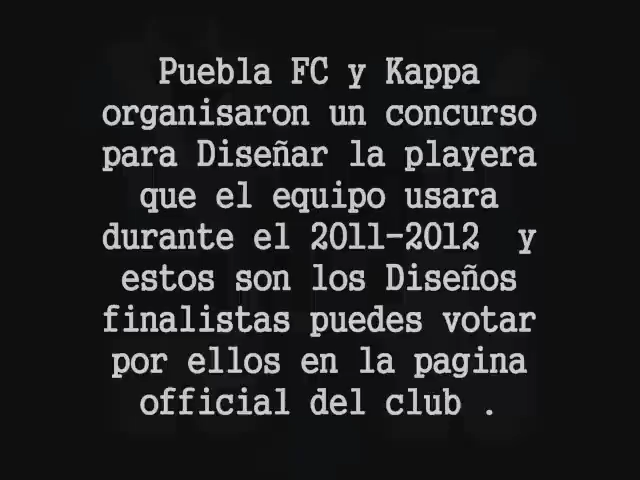 Puebla FC y Kappa
organisaron un concurso
para Diseñar la playera
que el equipo usara
durante el 2011-2012 y
estos son los Diseños
finalistas puedes votar
por ellos en la pagina
official del club .